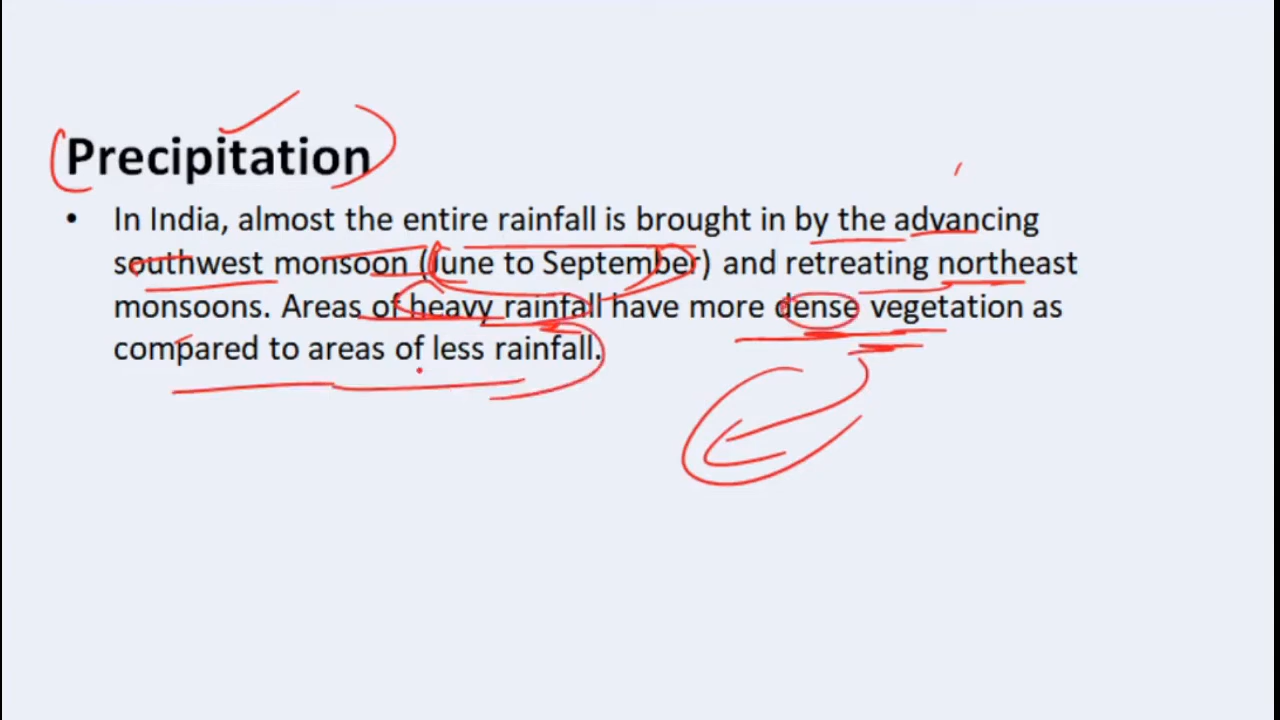 Precipitation
• In India, almost the entire rainfall is brought in by the advancing
southwest monsoon (June to September) and retreating northeast
monsoons. Areas of heavy rainfall have more dense vegetation as
compared to areas of less rainfall.